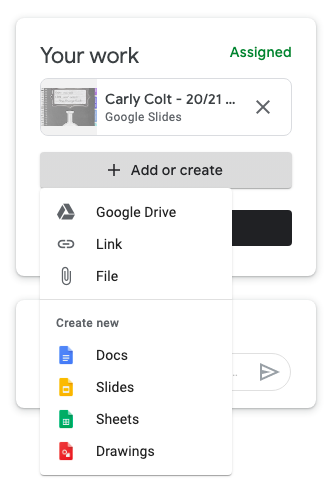 Your work
Assigned
Carly Colt - 20/21 ...
Google Slides
Add or create
Google Drive
Link
File
Create new
Docs
Slides
Sheets
Drawings